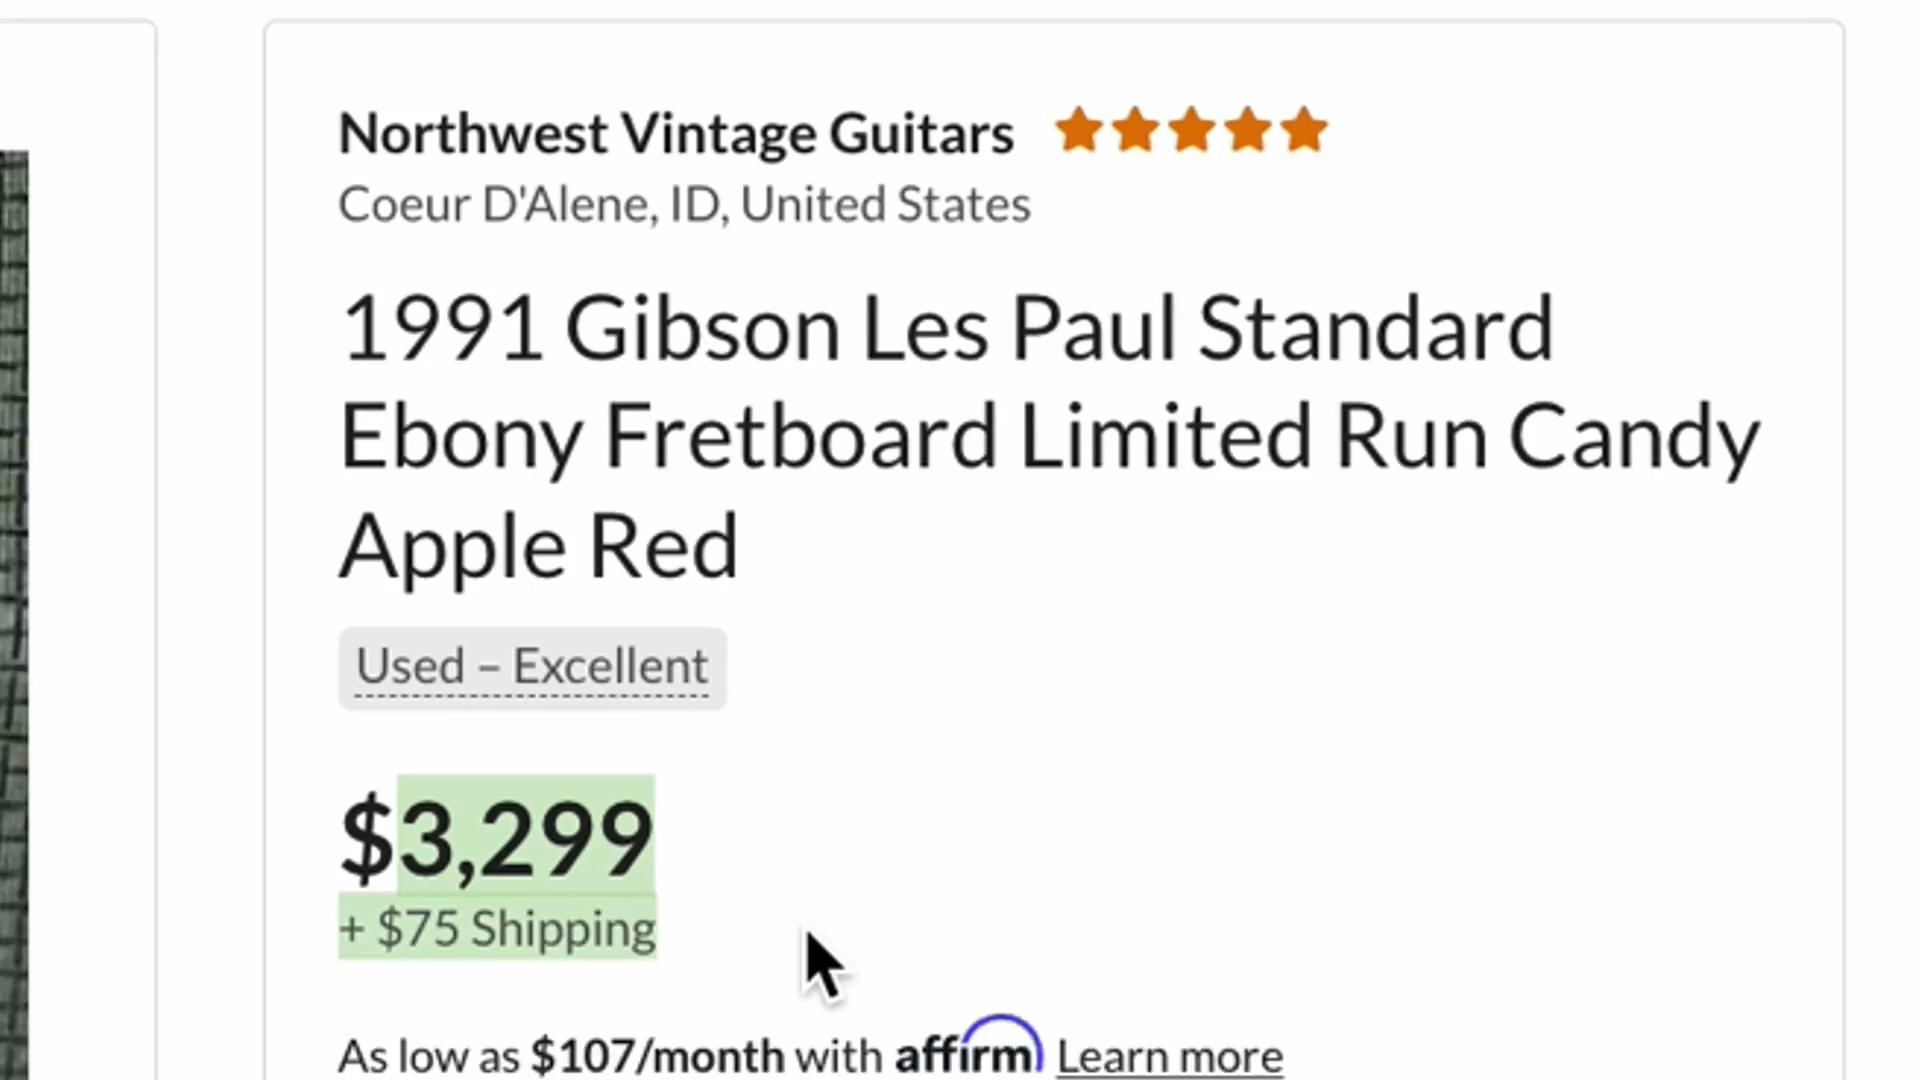 Northwest Vintage Guitars
Coeur D'Alene, ID, United States
1991 Gibson Les Paul Standard
Ebony Fretboard Limited Run Candy
Apple Red
Used – Excellent
$3,299
+ $75 Shipping
As low as $107/month with affirm Learn more